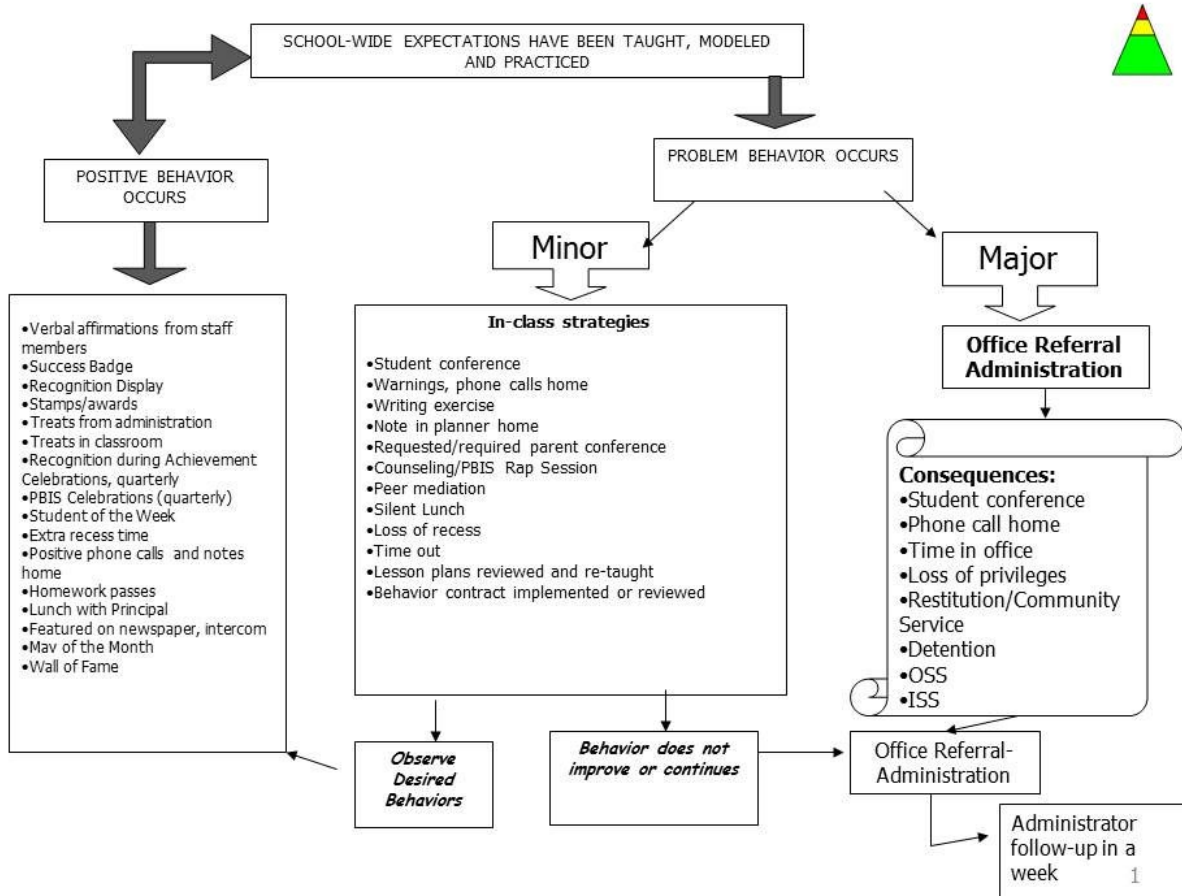 SCHOOL-WIDE EXPECTATIONS HAVE BEEN TAUGHT, MODELED
AND PRACTICED
POSITIVE BEHAVIOR
OCCURS
PROBLEM BEHAVIOR OCCURS
Minor
Major
•Verbal affirmations from staff
members
•Success Badge
•Recognition Display
•Stamps/awards
•Treats from administration
•Treats in classroom
•Recognition during Achievement
Celebrations, quarterly
•PBIS Celebrations (quarterly)
•Student of the Week
•Extra recess time
•Positive phone calls and notes
home
•Homework passes
•Lunch with Principal
•Featured on newspaper, intercom
•Mav of the Month
•Wall of Fame
In-class strategies
•Student conference
•Warnings, phone calls home
•Writing exercise
•Note in planner home
•Requested/required parent conference
•Counseling/PBIS Rap Session
•Peer mediation
•Silent Lunch
•Loss of recess
•Time out
•Lesson plans reviewed and re-taught
•Behavior contract implemented or reviewed
Office Referral
Administration
Consequences:
•Student conference
•Phone call home
•Time in office
•Loss of privileges
•Restitution/Community
Service
•Detention
•OSS
•ISS
Observe
Desired
Behaviors
Behavior does not
improve or continues
Office Referral-
Administration
Administrator
follow-up in a
week
1